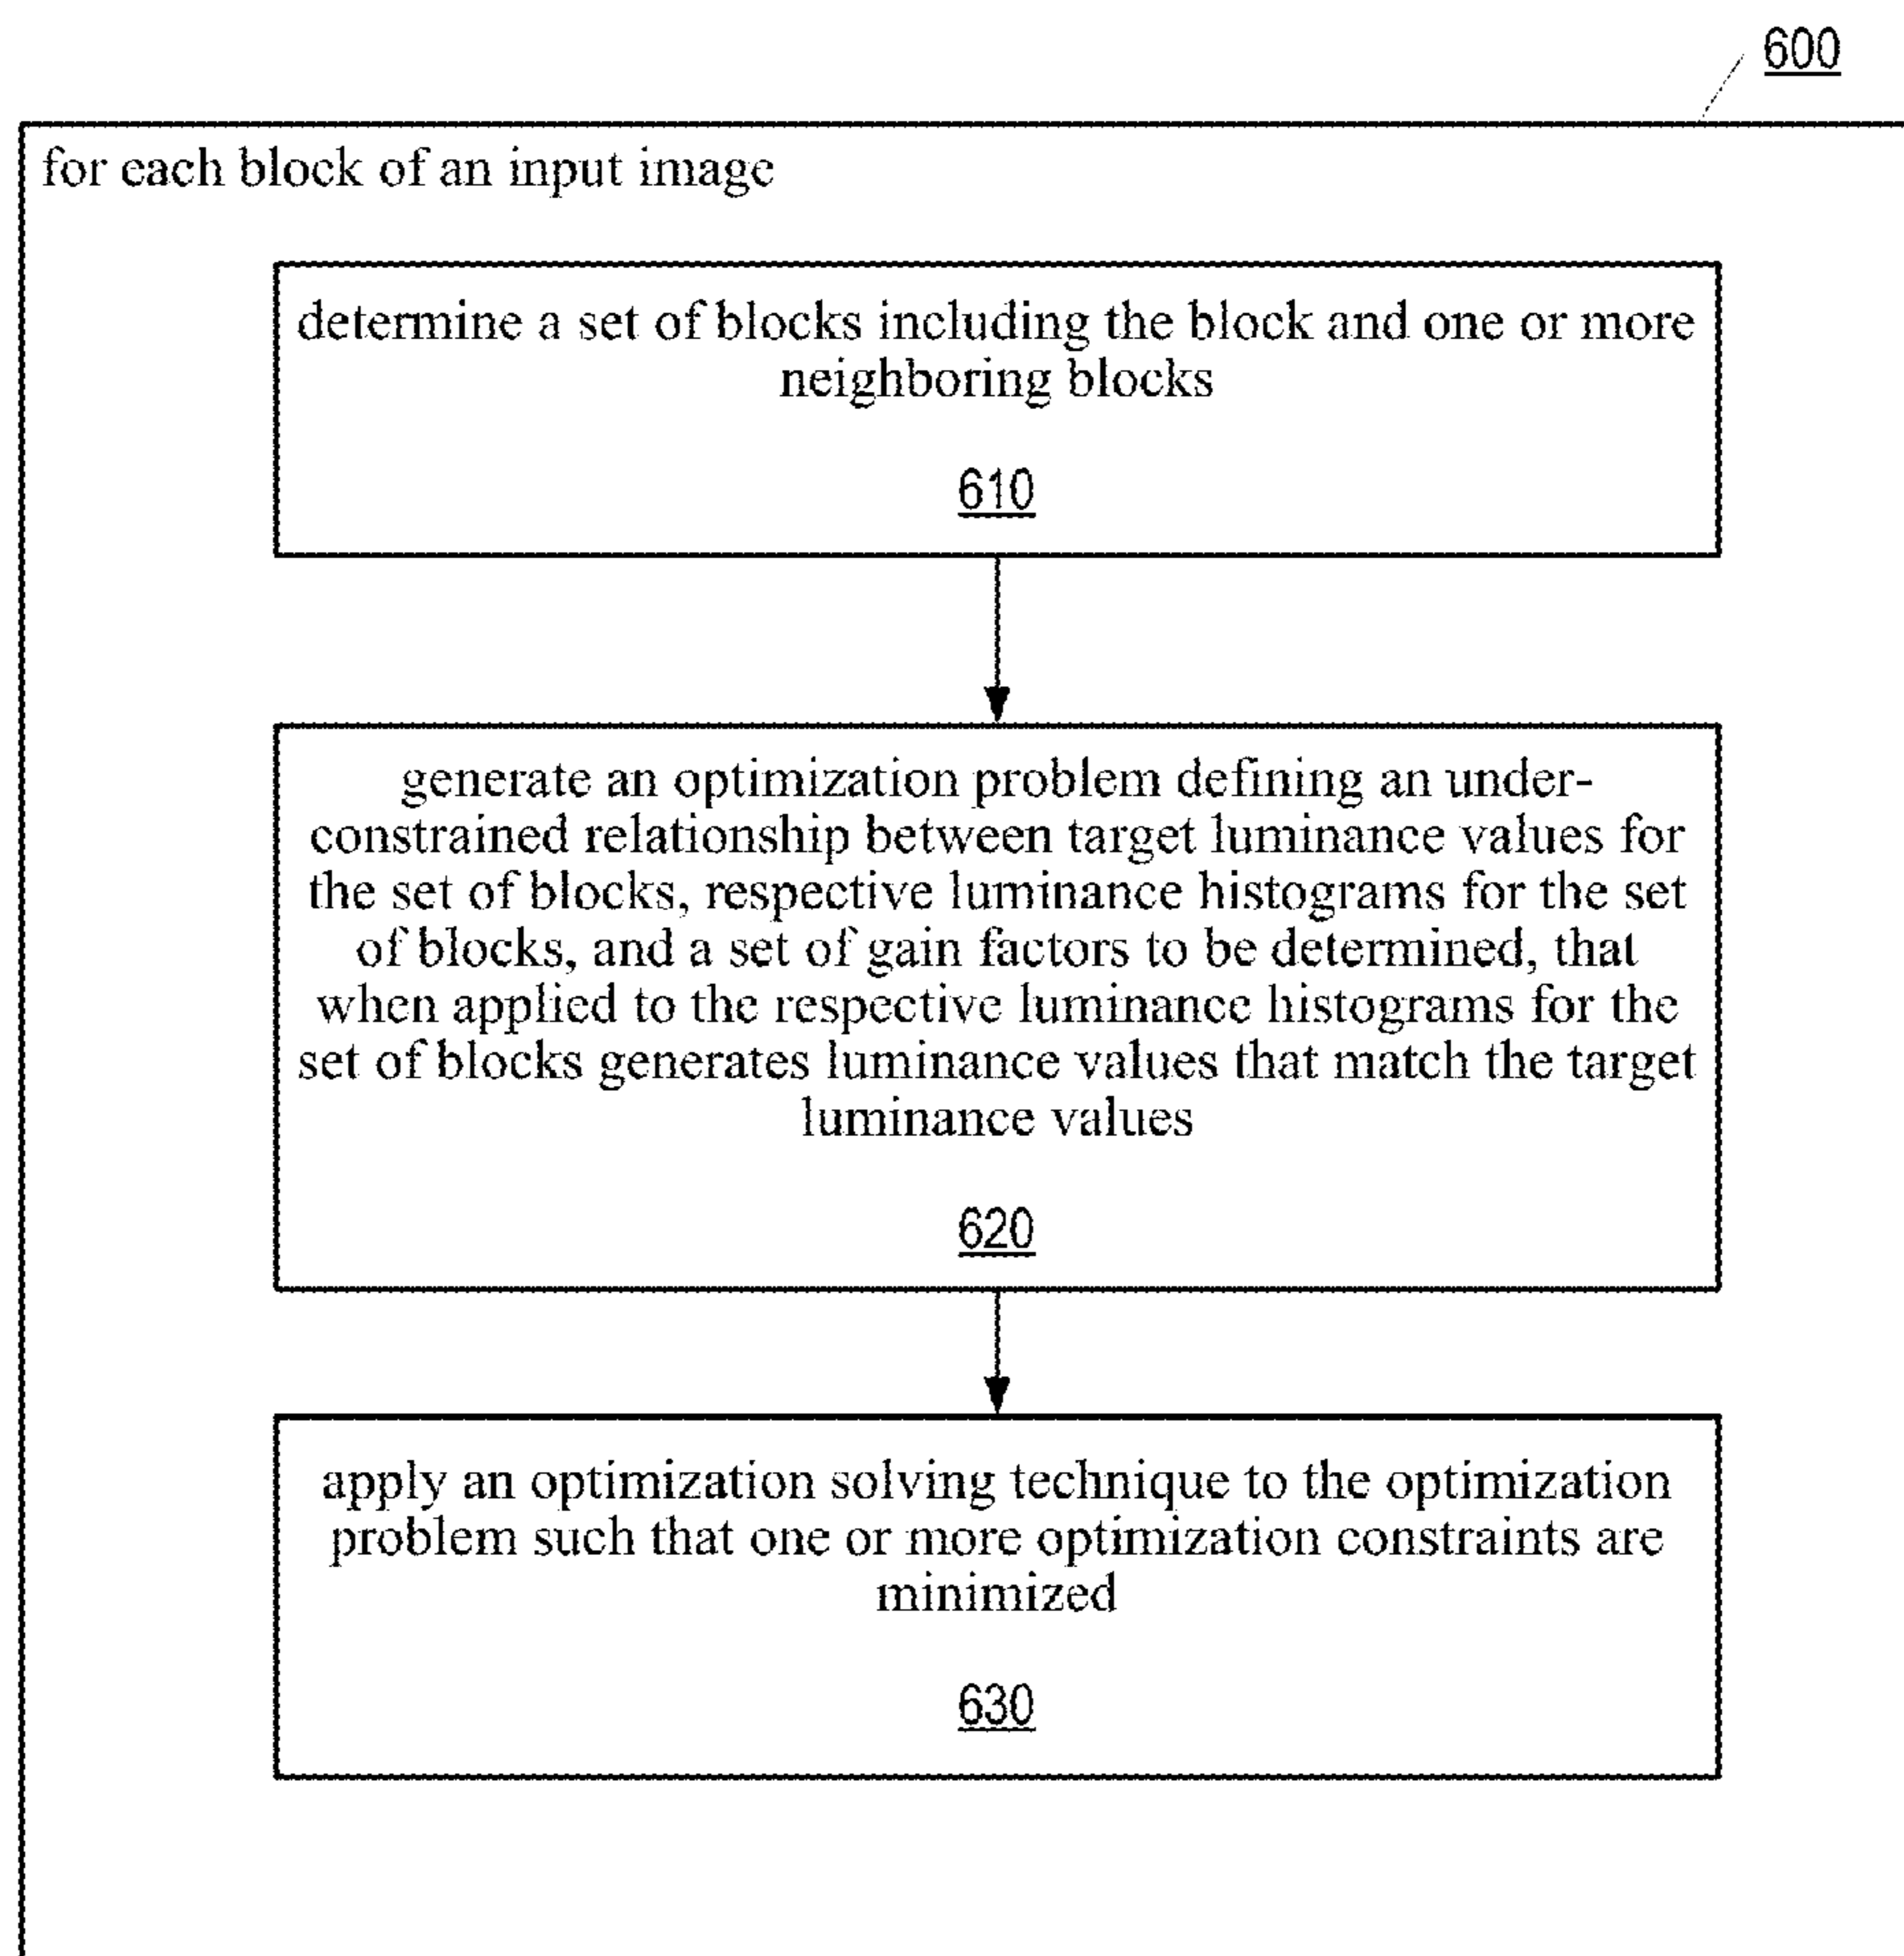 600
for each block of an input image
determine a set of blocks including the block and one or more
neighboring blocks
610
generate an optimization problem defining an under-
constrained relationship between target luminance values for
the set of blocks, respective luminance histograms for the set
of blocks, and a set of gain factors to be determined, that
when applied to the respective luminance histograms for the
set of blocks generates luminance values that match the target
luminance values
620
apply an optimization solving technique to the optimization
problem such that one or more optimization constraints are
minimized
630